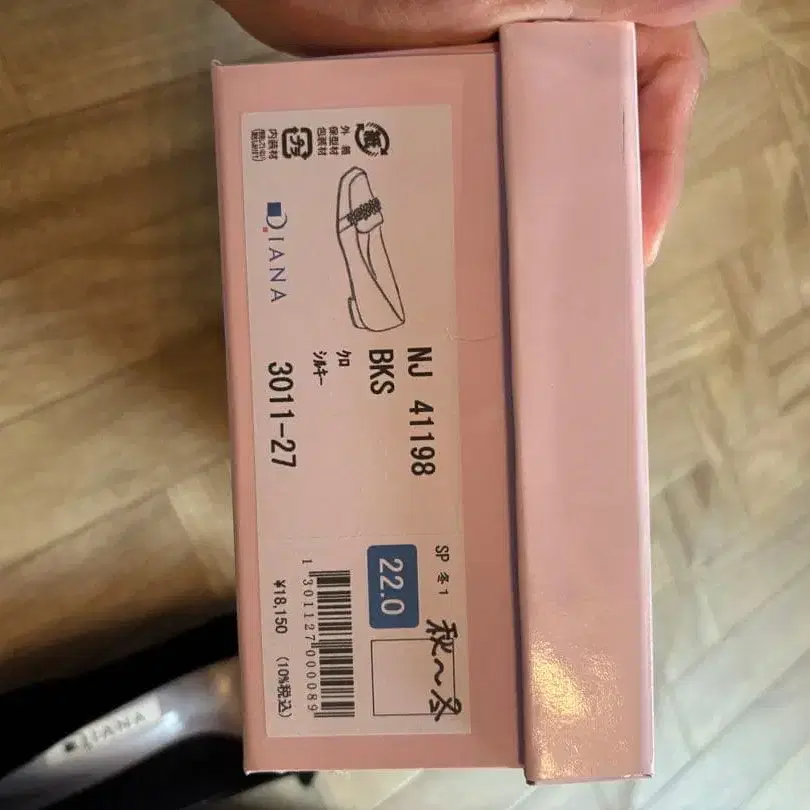 NJ 41198
BKS
クロ
シルキー
3011-27
DIANA
紙
外 箱
保型材
包装材
プラ
内装材
SP 冬1
秋〜冬
22.0
1 301127 000089
¥18,150 (10%税込)
DIANA